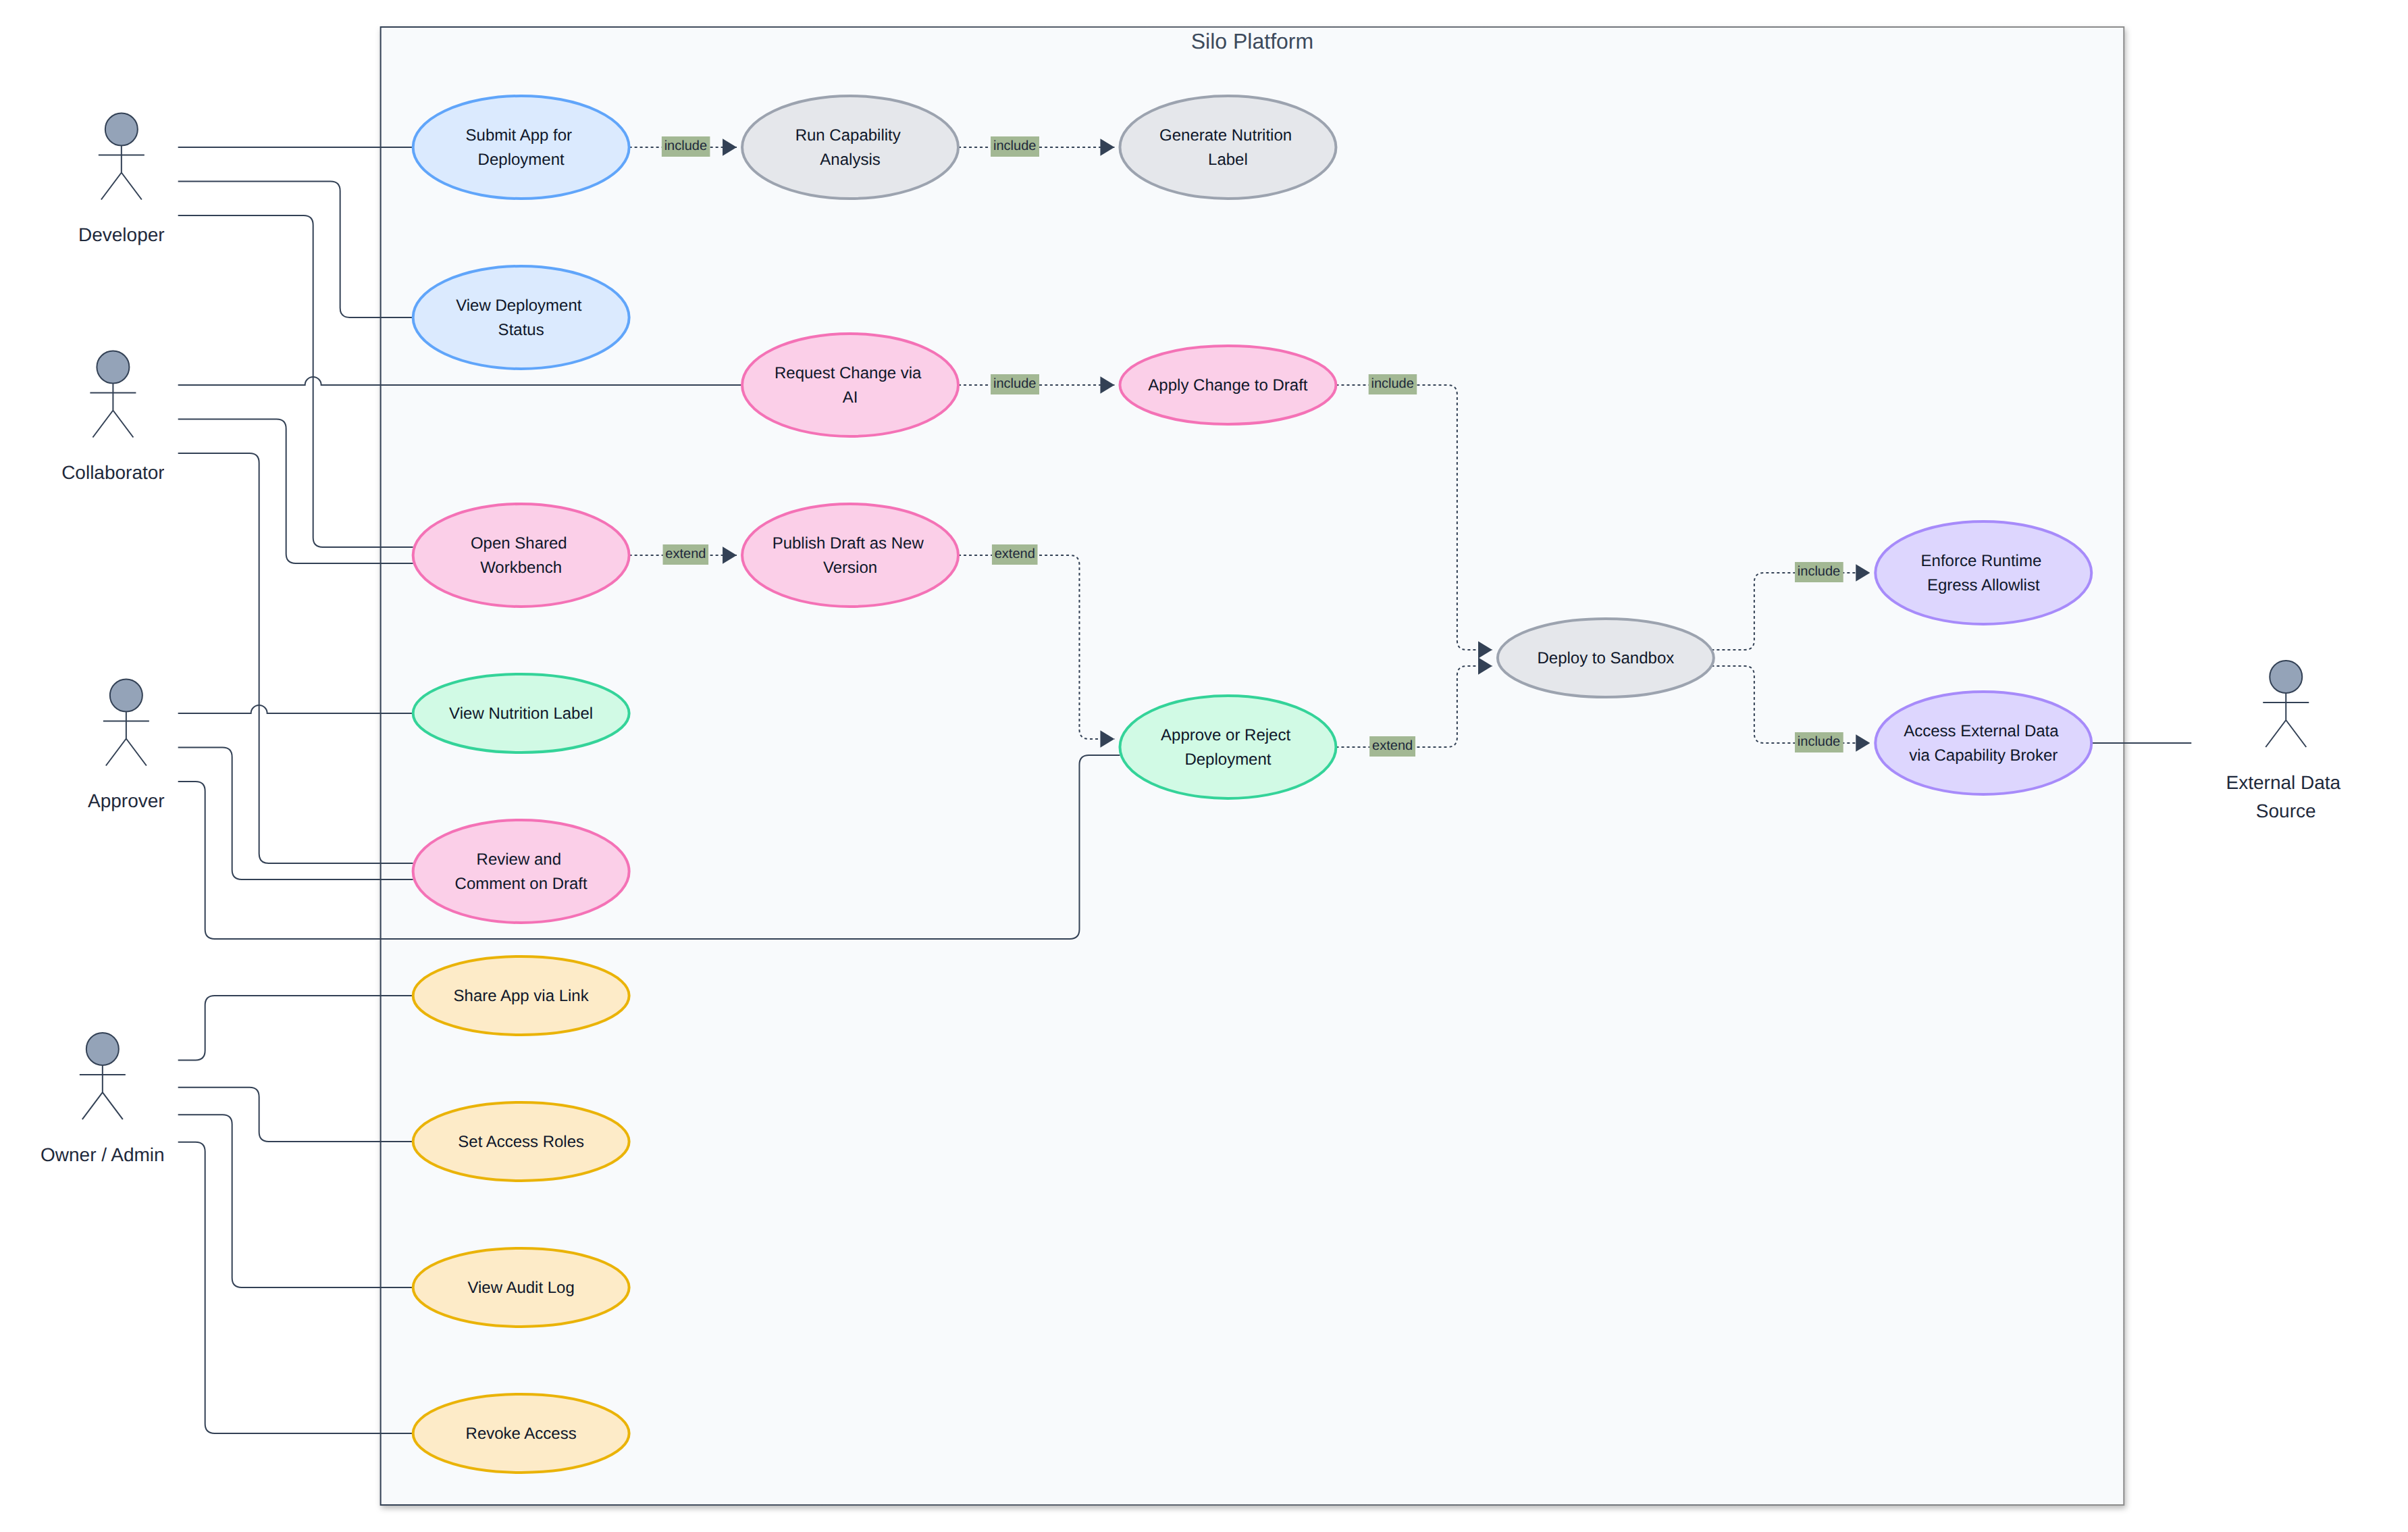 Silo Platform
Developer
Submit App for
Deployment
include
Run Capability
Analysis
include
Generate Nutrition
Label
View Deployment
Status
Collaborator
Request Change via
AI
include
Apply Change to Draft
include
Open Shared
Workbench
extend
Publish Draft as New
Version
extend
include
Enforce Runtime
Egress Allowlist
Deploy to Sandbox
Approver
View Nutrition Label
Approve or Reject
Deployment
extend
include
Access External Data
via Capability Broker
External Data
Source
Review and
Comment on Draft
Share App via Link
Owner / Admin
Set Access Roles
View Audit Log
Revoke Access